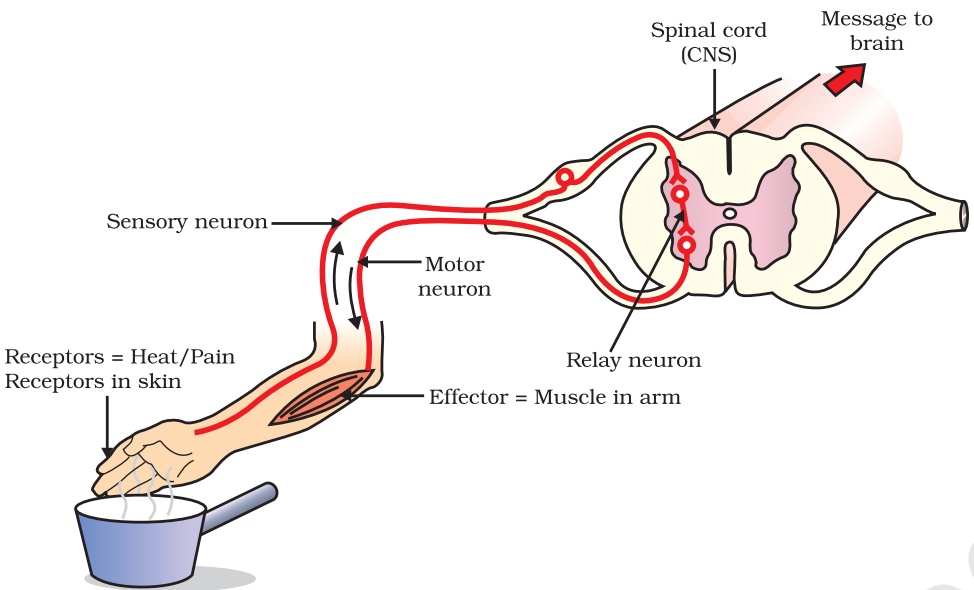 Message to
brain
Spinal cord
(CNS)
Sensory neuron
Motor
neuron
Receptors = Heat/Pain
Receptors in skin
Relay neuron
Effector = Muscle in arm